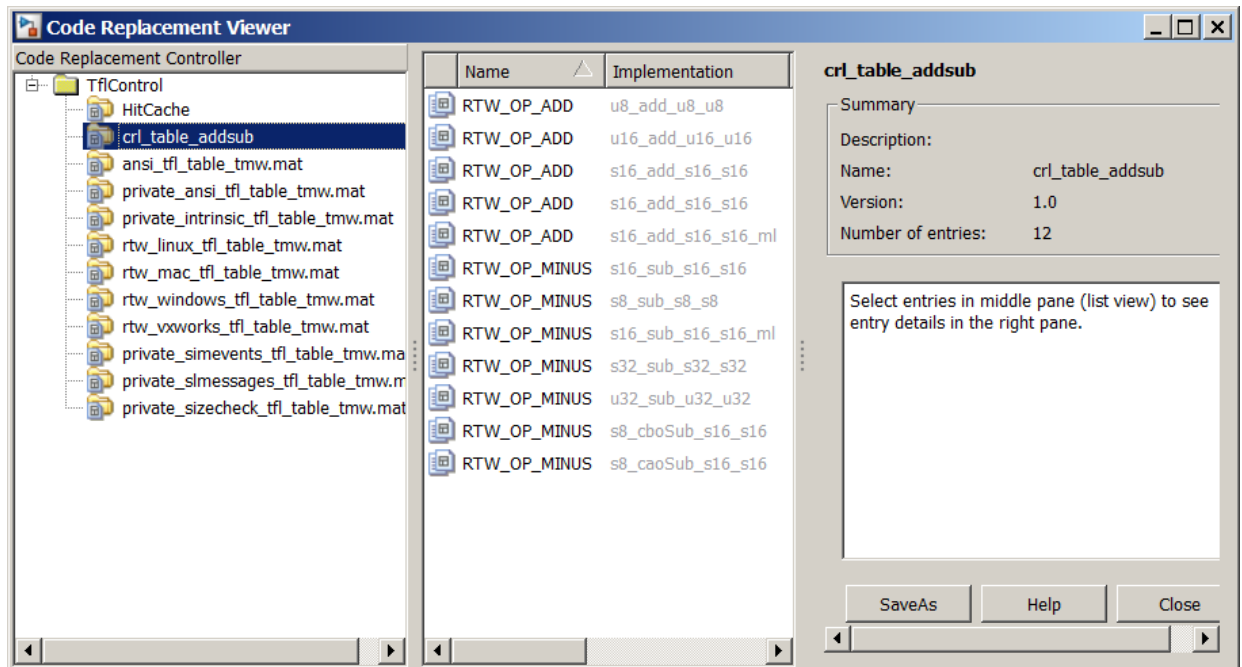 Code Replacement Viewer
Code Replacement Controller
TflControl
HitCache
crl_table_addsub
ansi_tfl_table_tmw.mat
private_ansi_tfl_table_tmw.mat
private_intrinsic_tfl_table_tmw.mat
rtw_linux_tfl_table_tmw.mat
rtw_mac_tfl_table_tmw.mat
rtw_windows_tfl_table_tmw.mat
rtw_vxworks_tfl_table_tmw.mat
private_simevents_tfl_table_tmw.ma
private_slmessages_tfl_table_tmw.m
private_sizecheck_tfl_table_tmw.mat
Name Implementation
RTW_OP_ADD u8_add_u8_u8
RTW_OP_ADD u16_add_u16_u16
RTW_OP_ADD s16_add_s16_s16
RTW_OP_ADD s16_add_s16_s16
RTW_OP_ADD s16_add_s16_s16_ml
RTW_OP_MINUS s16_sub_s16_s16
RTW_OP_MINUS s8_sub_s8_s8
RTW_OP_MINUS s16_sub_s16_s16_ml
RTW_OP_MINUS s32_sub_s32_s32
RTW_OP_MINUS u32_sub_u32_u32
RTW_OP_MINUS s8_cboSub_s16_s16
RTW_OP_MINUS s8_caoSub_s16_s16
crl_table_addsub
Summary
Description:
Name: crl_table_addsub
Version: 1.0
Number of entries: 12
Select entries in middle pane (list view) to see
entry details in the right pane.
SaveAs Help Close